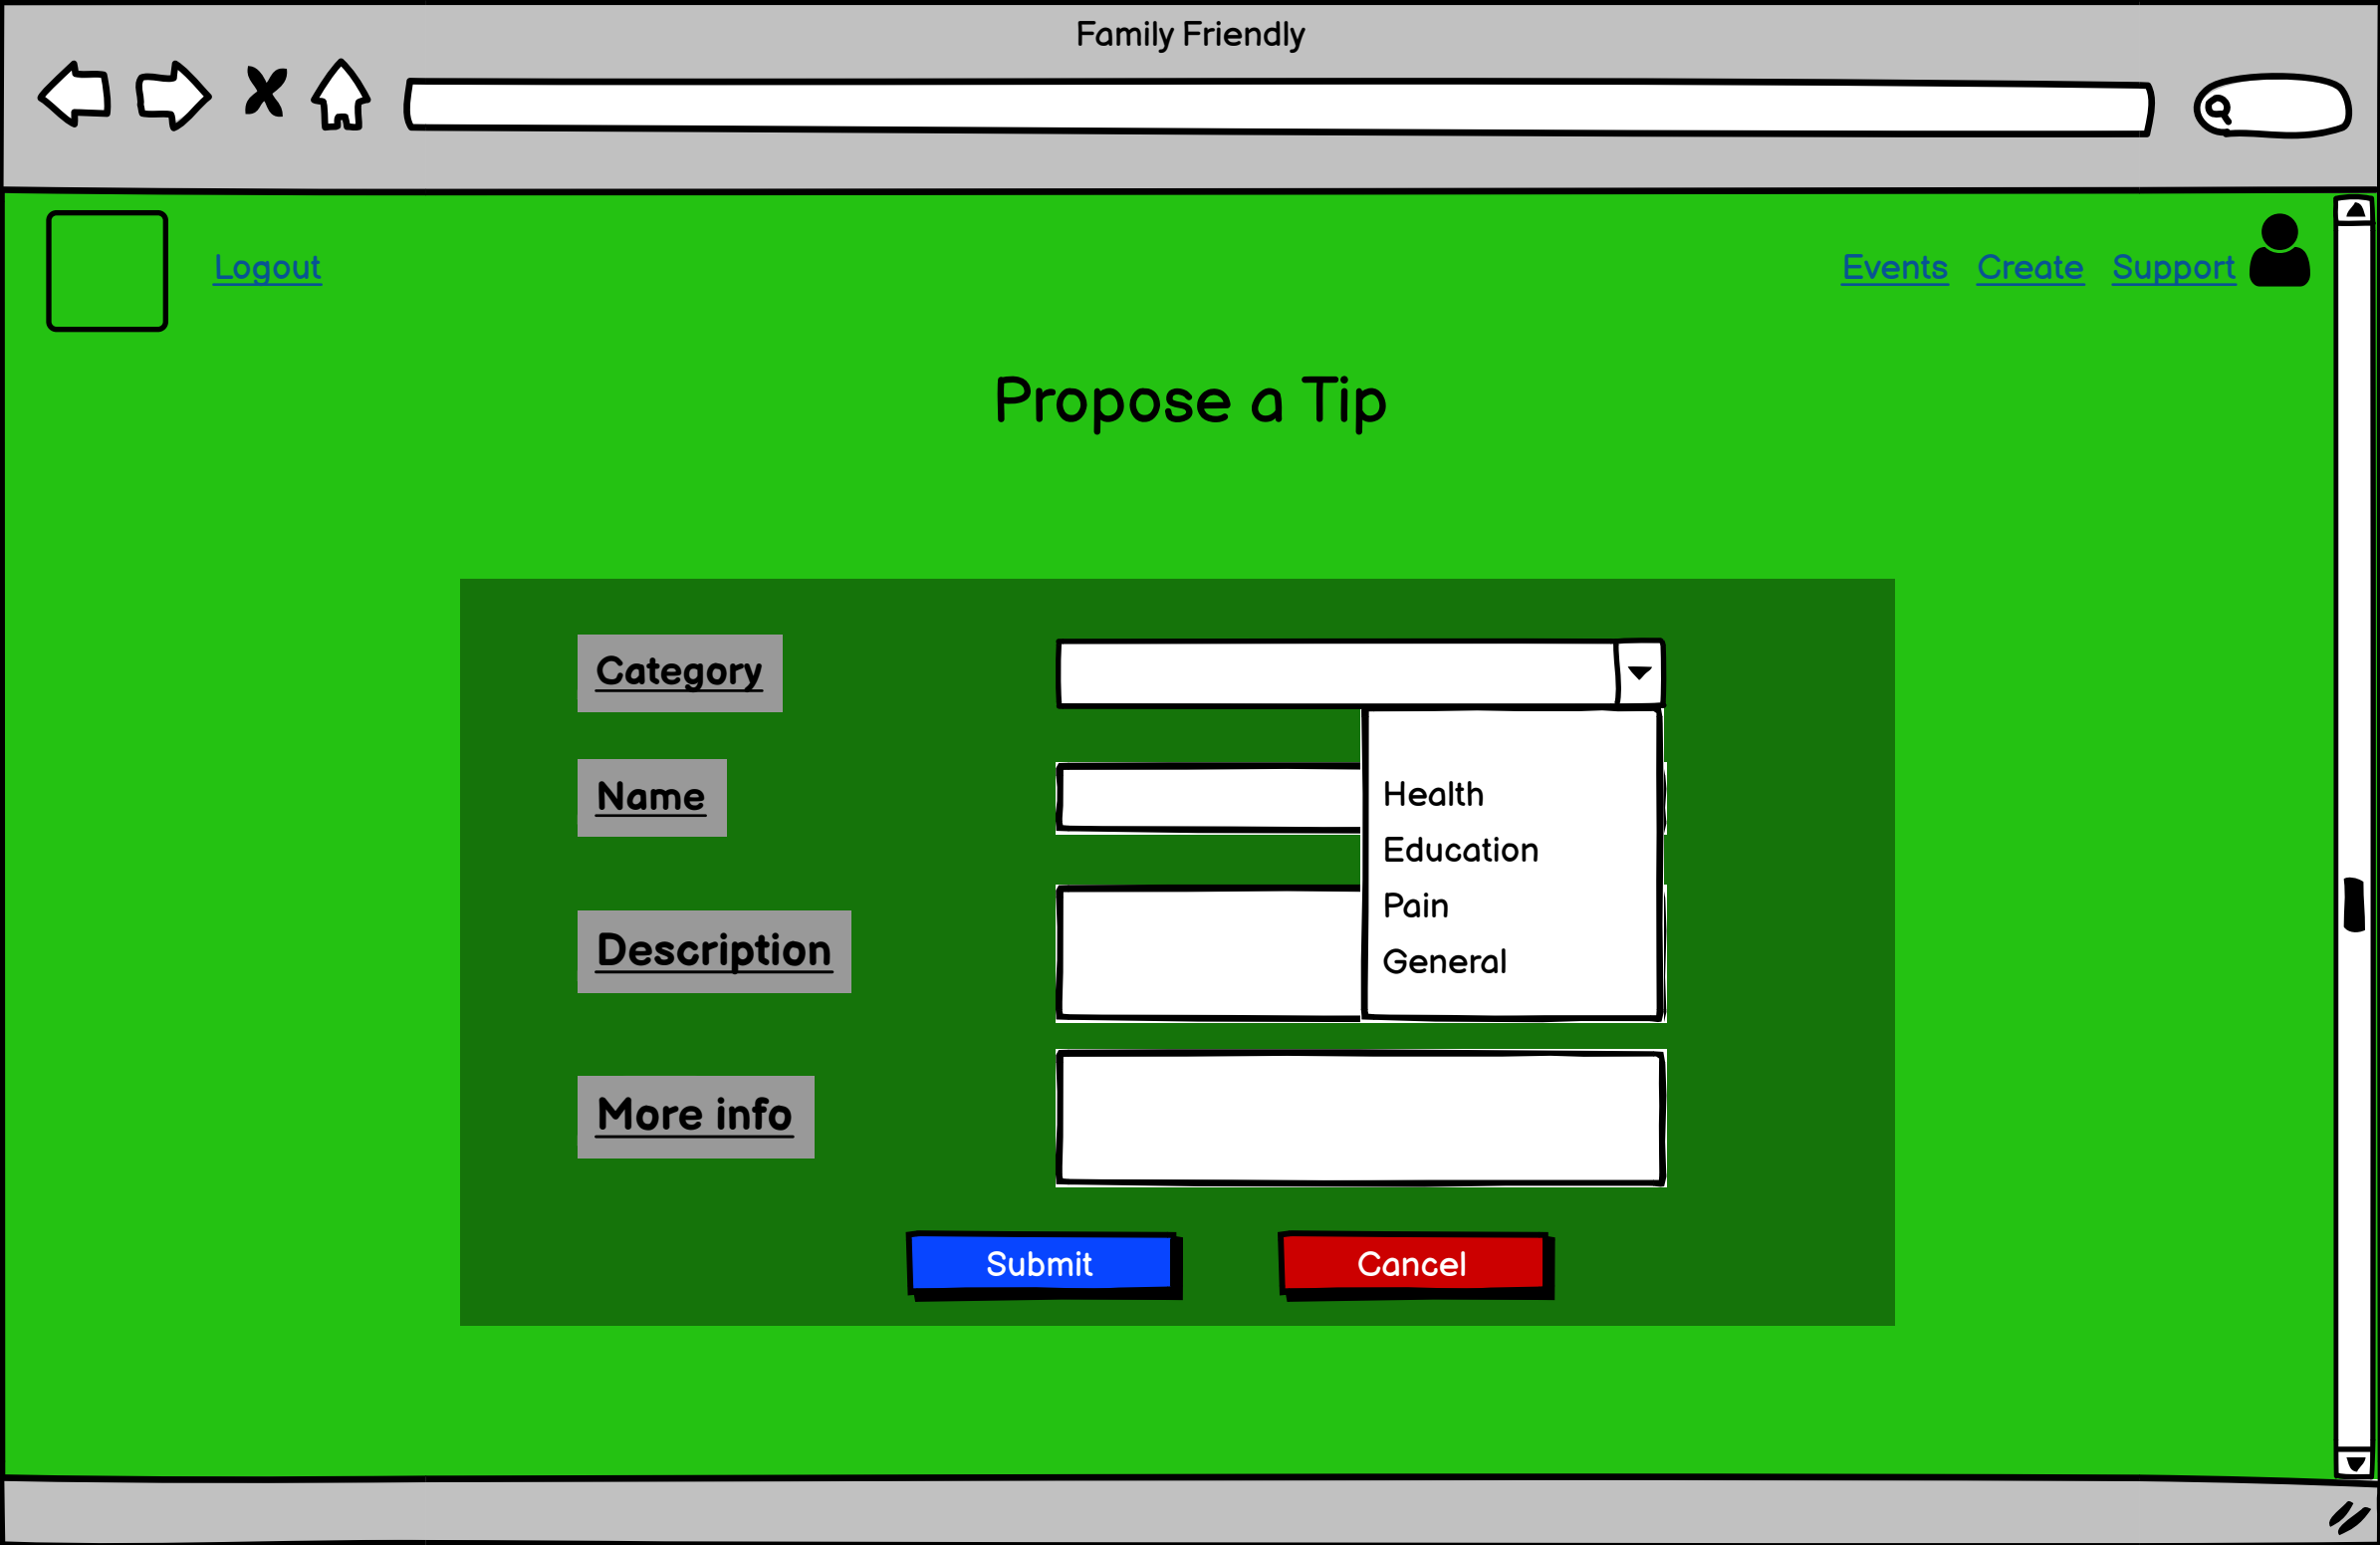 Family Friendly
Logout
Events Create Support
Propose a Tip
Category
Name
Health
Education
Pain
General
Description
More info
Submit
Cancel